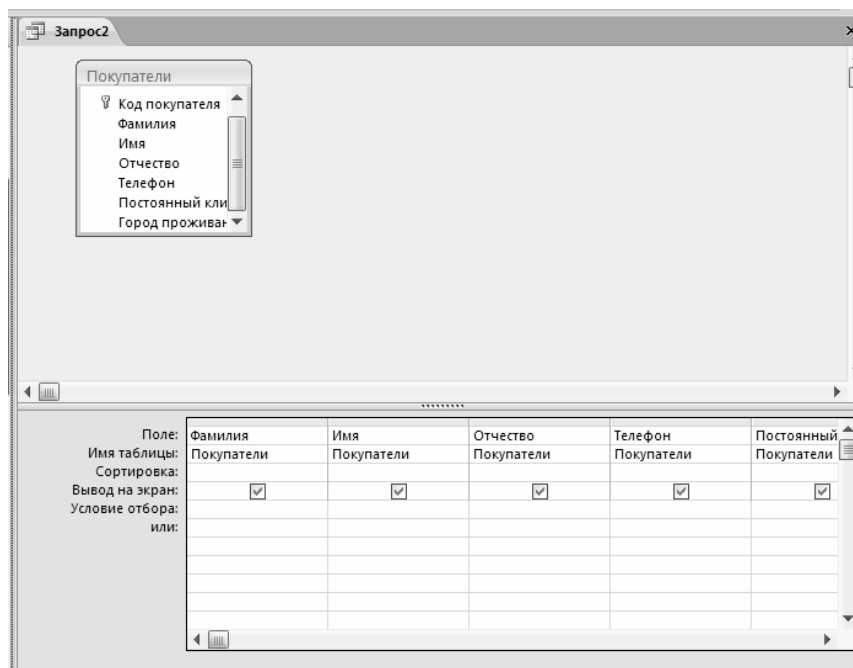 Запрос2
Покупатели
Код покупателя
Фамилия
Имя
Отчество
Телефон
Постоянный кли
Город проживан
Поле: Фамилия Имя Отчество Телефон Постоянный
Имя таблицы: Покупатели Покупатели Покупатели Покупатели Покупатели
Сортировка:
Вывод на экран:
Условие отбора:
или: